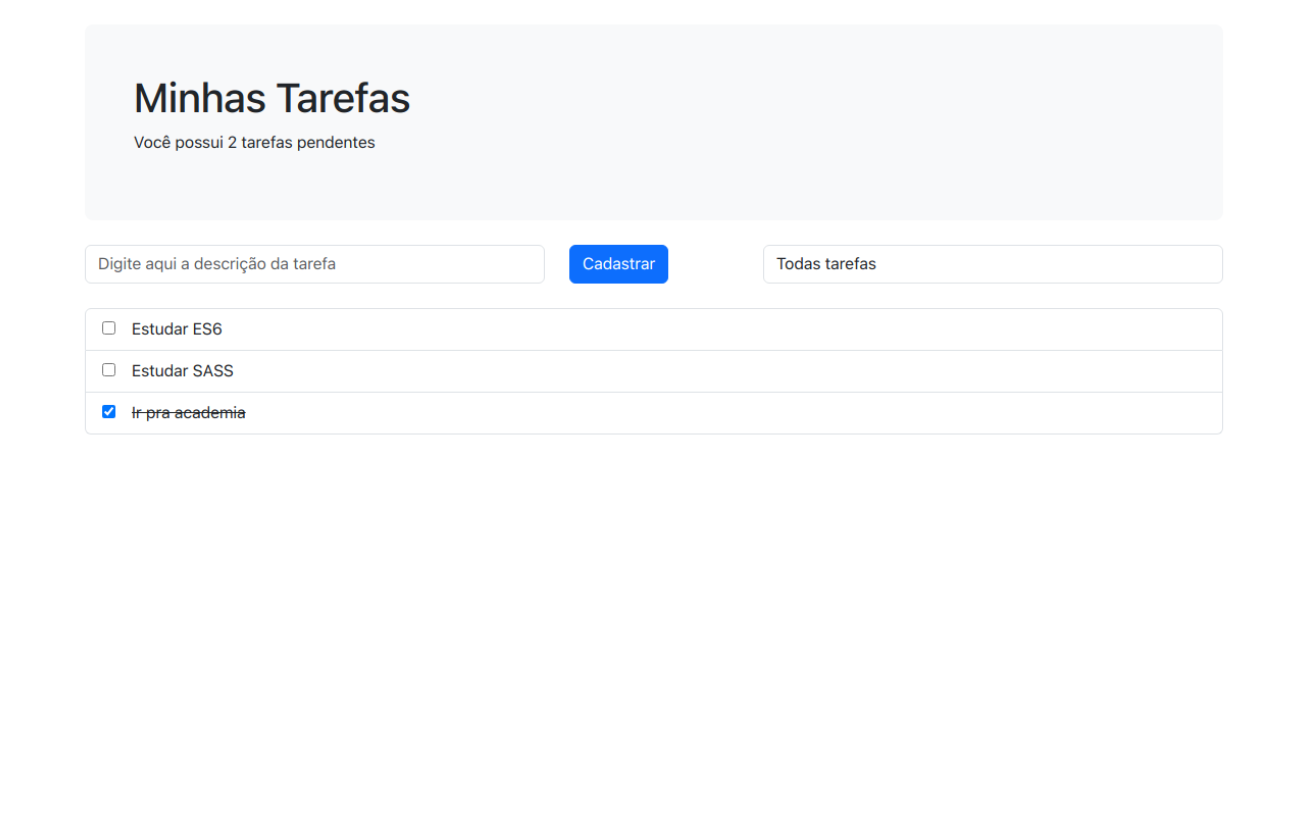 Minhas Tarefas
Você possui 2 tarefas pendentes
Digite aqui a descrição da tarefa
Cadastrar
Todas tarefas
Estudar ES6
Estudar SASS
Ir pra academia